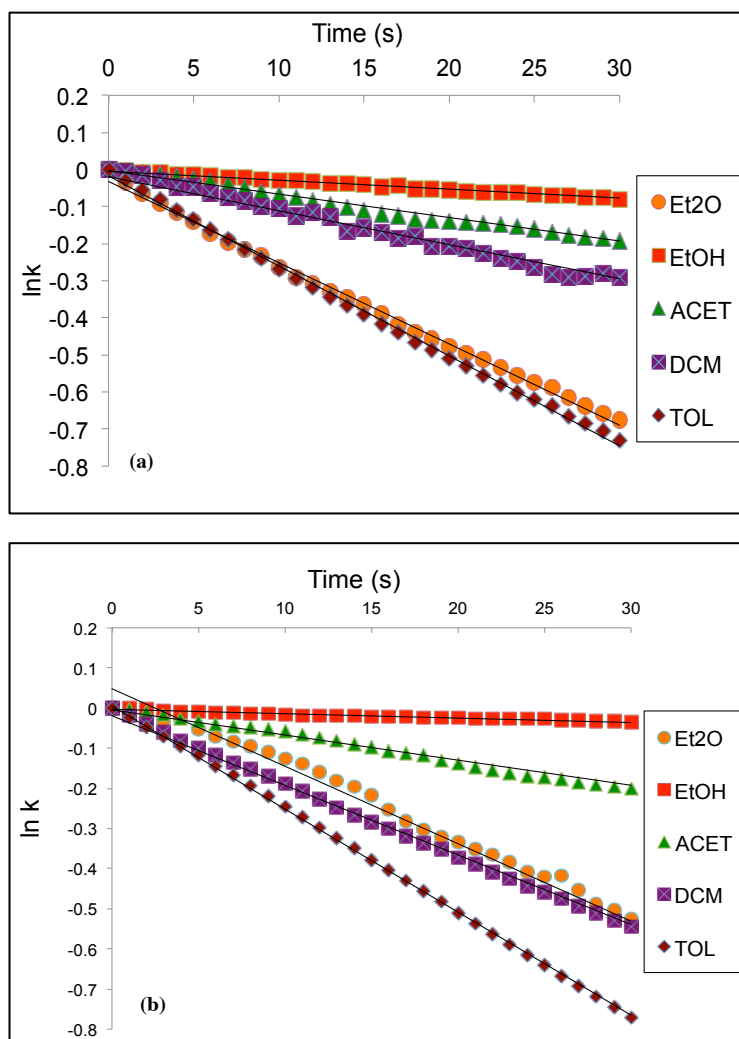 Time (s)
0 5 10 15 20 25 30
0.2
0.1
0
-0.1
-0.2
-0.3
-0.4
-0.5
-0.6
-0.7
-0.8
lnk
(a)
Et2O
EtOH
ACET
DCM
TOL
Time (s)
0 5 10 15 20 25 30
0.2
0.1
0
-0.1
-0.2
-0.3
-0.4
-0.5
-0.6
-0.7
-0.8
ln k
(b)
Et2O
EtOH
ACET
DCM
TOL